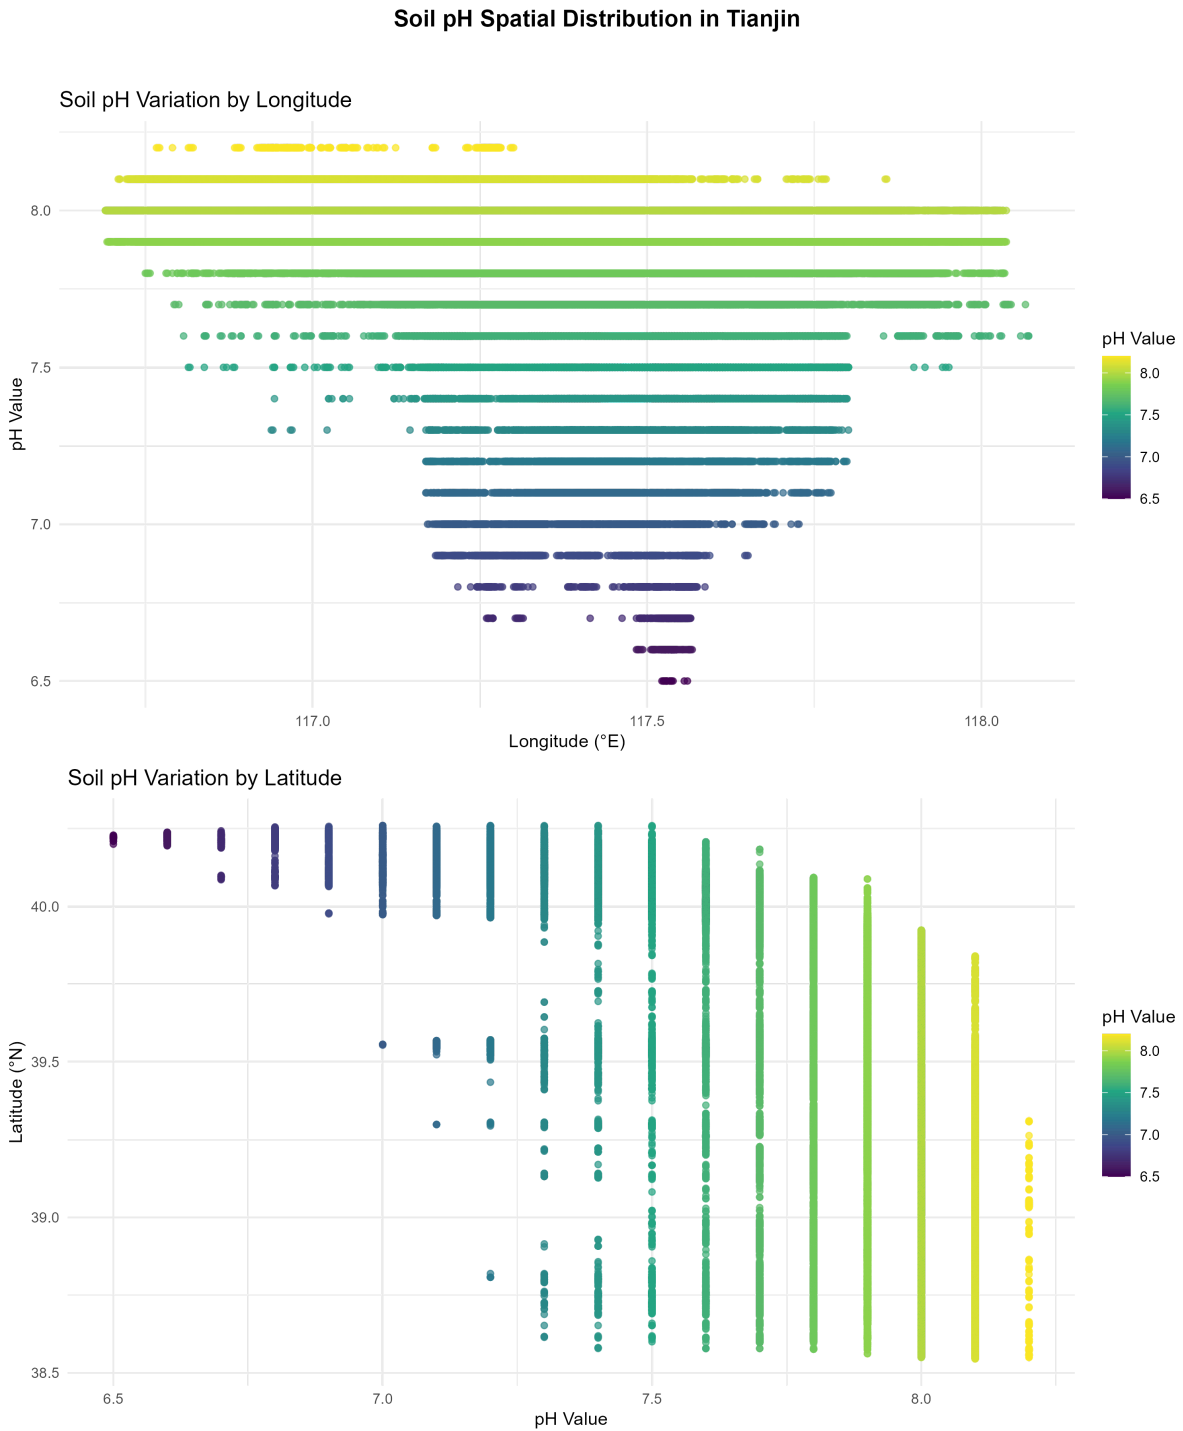 Soil pH Spatial Distribution in Tianjin
Soil pH Variation by Longitude
8.0
7.5
7.0
6.5
pH Value
117.0
117.5
118.0
Longitude (°E)
pH Value
8.0
7.5
7.0
6.5
Soil pH Variation by Latitude
40.0
39.5
39.0
38.5
Latitude (°N)
6.5
7.0
7.5
8.0
pH Value
pH Value
8.0
7.5
7.0
6.5